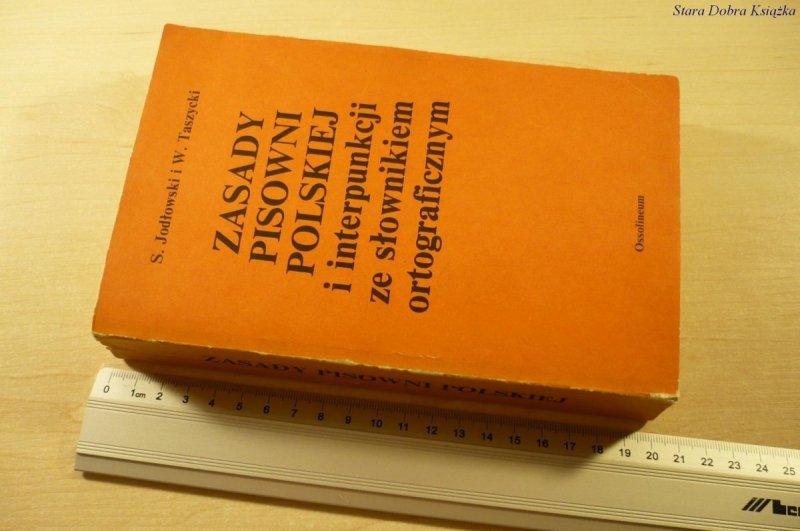 Stara Dobra Książka
S. Jodłowski i W. Taszycki
ZASADY
PISOWNI
POLSKIEJ
i interpunkcji
ze słownikiem
ortograficznym
Ossolineum
ZASADY PISOWNI POLSKIEJ
0 1cm 2 3 4 5 6 7 8 9 10 11 12 13 14 15 16 17 18 19 20 21 22 23 24 25